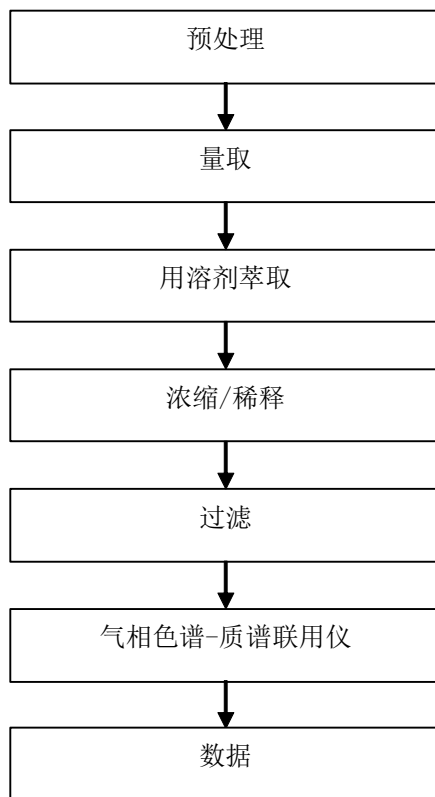 预处理
量取
用溶剂萃取
浓缩/稀释
过滤
气相色谱-质谱联用仪
数据